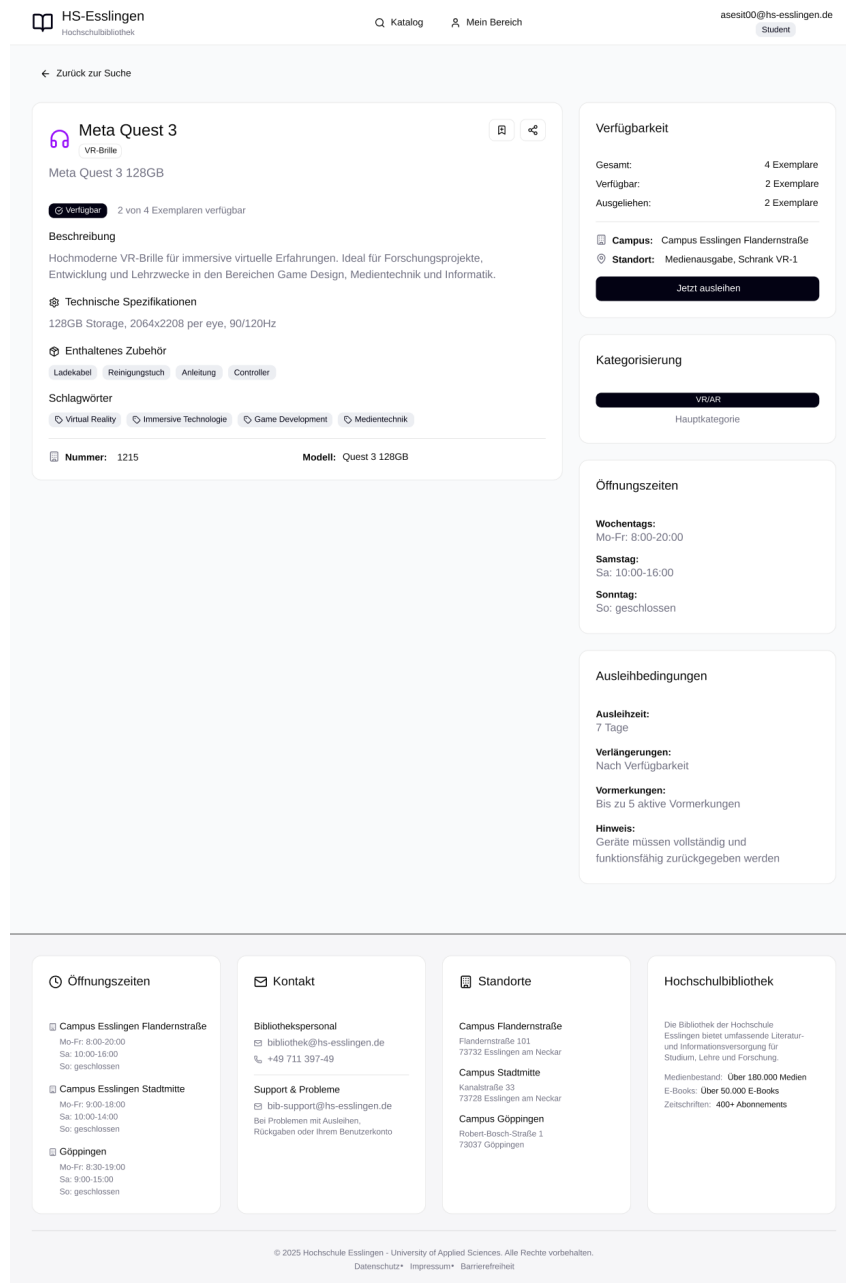 HS-Esslingen
Hochschulbibliothek
Katalog
Mein Bereich
asesit00@hs-esslingen.de
Student
Zurück zur Suche
Meta Quest 3
VR-Brille
Meta Quest 3 128GB
Verfügbar
2 von 4 Exemplaren verfügbar
Beschreibung
Hochmoderne VR-Brille für immersive virtuelle Erfahrungen. Ideal für Forschungsprojekte,
Entwicklung und Lehrzwecke in den Bereichen Game Design, Medientechnik und Informatik.
Technische Spezifikationen
128GB Storage, 2064x2208 per eye, 90/120Hz
Enthaltenes Zubehör
Ladekabel
Reinigungstuch
Anleitung
Controller
Schlagwörter
Virtual Reality
Immersive Technologie
Game Development
Medientechnik
Nummer: 1215
Modell: Quest 3 128GB
Verfügbarkeit
Gesamt: 4 Exemplare
Verfügbar: 2 Exemplare
Ausgeliehen: 2 Exemplare
Campus: Campus Esslingen Flandernstraße
Standort: Medienausgabe, Schrank VR-1
Jetzt ausleihen
Kategorisierung
VR/AR
Hauptkategorie
Öffnungszeiten
Wochentags:
Mo-Fr: 8:00-20:00
Samstag:
Sa: 10:00-16:00
Sonntag:
So: geschlossen
Ausleihbedingungen
Ausleihzeit:
7 Tage
Verlängerungen:
Nach Verfügbarkeit
Vormerkungen:
Bis zu 5 aktive Vormerkungen
Hinweis:
Geräte müssen vollständig und
funktionsfähig zurückgegeben werden
Öffnungszeiten
Campus Esslingen Flandernstraße
Mo-Fr: 8:00-20:00
Sa: 10:00-16:00
So: geschlossen
Campus Esslingen Stadtmitte
Mo-Fr: 9:00-18:00
Sa: 10:00-14:00
So: geschlossen
Göppingen
Mo-Fr: 8:30-19:00
Sa: 9:00-15:00
So: geschlossen
Kontakt
Bibliothekspersonal
bibliothek@hs-esslingen.de
+49 711 397-49
Support & Probleme
bib-support@hs-esslingen.de
Bei Problemen mit Ausleihen,
Rückgaben oder Ihrem Benutzerkonto
Standorte
Campus Flandernstraße
Flandernstraße 101
73732 Esslingen am Neckar
Campus Stadtmitte
Kanalstraße 33
73728 Esslingen am Neckar
Campus Göppingen
Robert-Bosch-Straße 1
73037 Göppingen
Hochschulbibliothek
Die Bibliothek der Hochschule
Esslingen bietet umfassende Literatur-
und Informationsversorgung für
Studium, Lehre und Forschung.
Medienbestand: Über 180.000 Medien
E-Books: Über 50.000 E-Books
Zeitschriften: 400+ Abonnements
© 2025 Hochschule Esslingen - University of Applied Sciences. Alle Rechte vorbehalten.
Datenschutz• Impressum• Barrierefreiheit